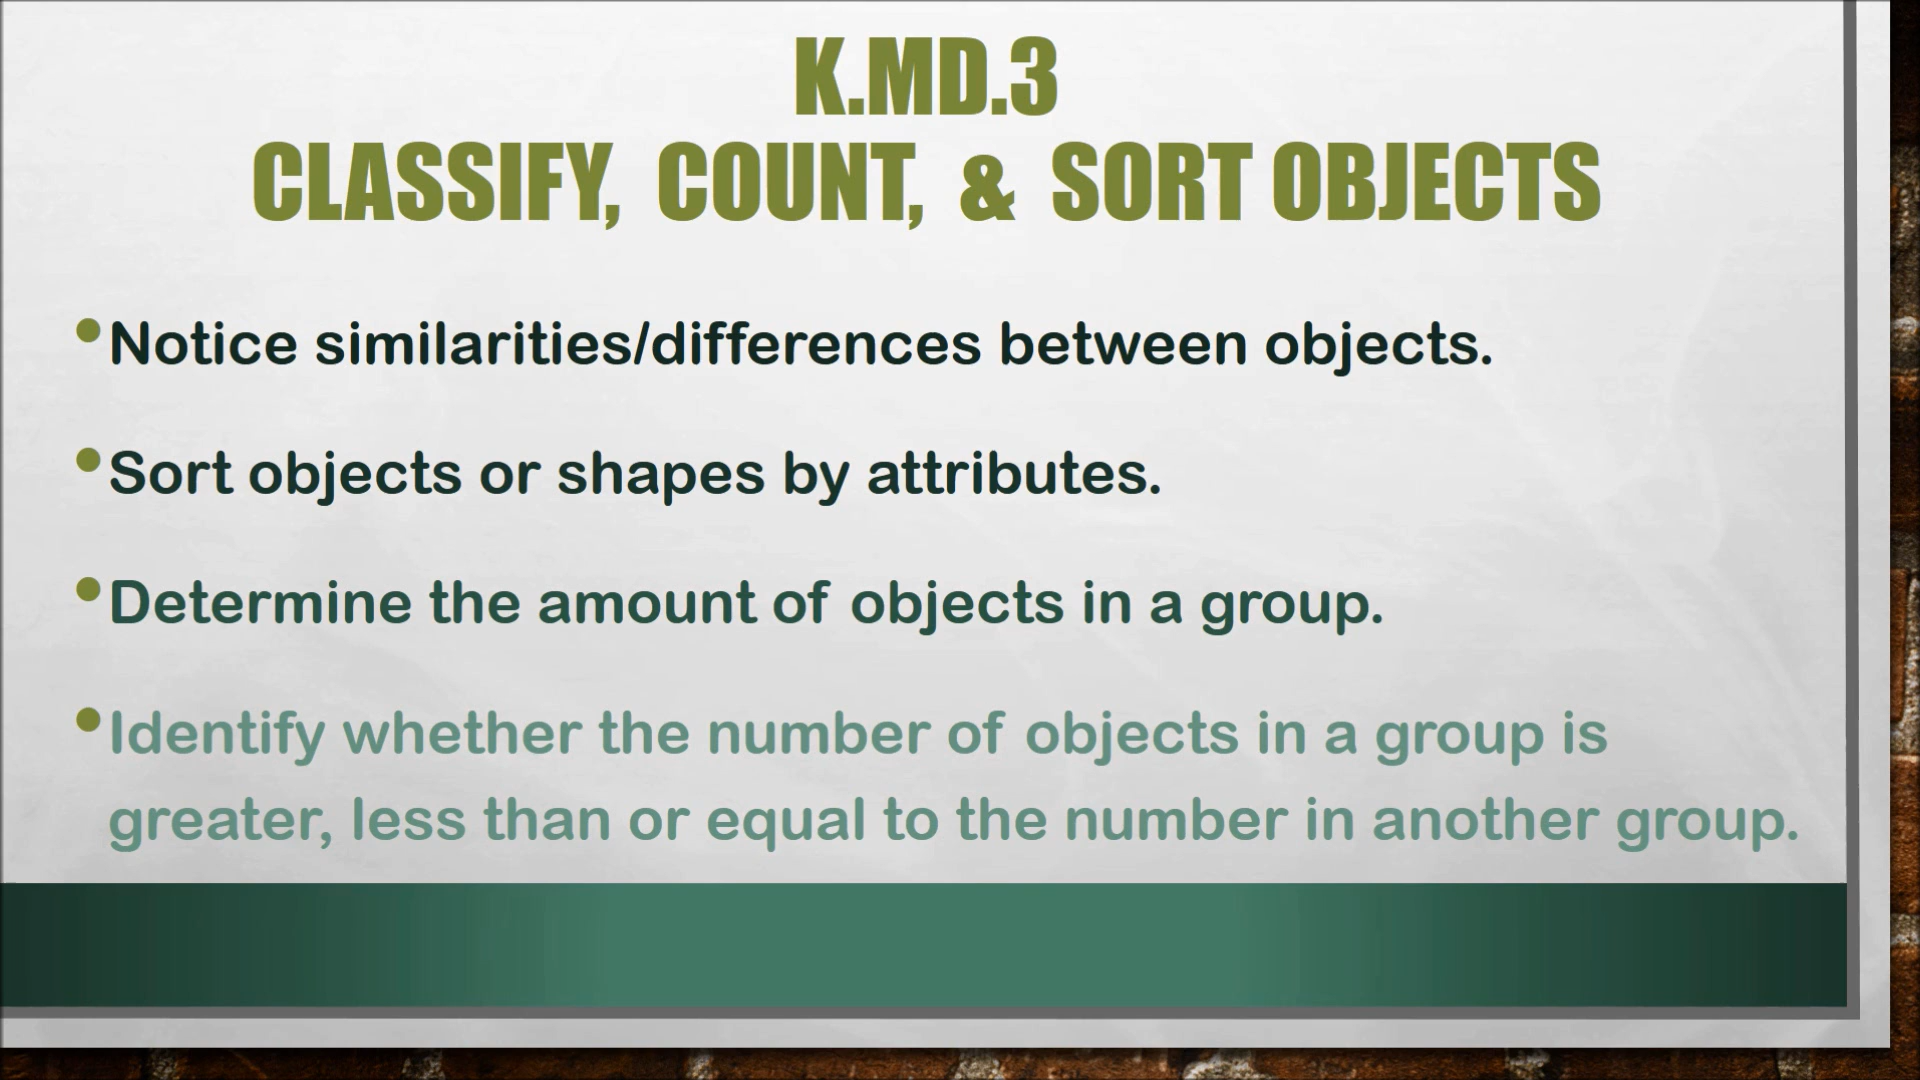 K.MD.3
CLASSIFY, COUNT, & SORT OBJECTS
• Notice similarities/differences between objects.
• Sort objects or shapes by attributes.
• Determine the amount of objects in a group.
• Identify whether the number of objects in a group is
greater, less than or equal to the number in another group.